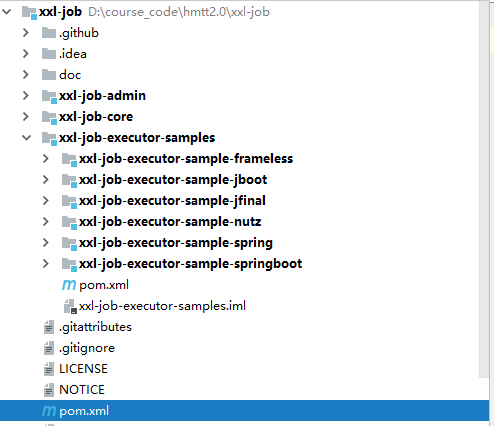 xxl-job D:\course_code\hmtt2.0\xxl-job
.github
.idea
doc
xxl-job-admin
xxl-job-core
xxl-job-executor-samples
xxl-job-executor-sample-frameless
xxl-job-executor-sample-jboot
xxl-job-executor-sample-jfinal
xxl-job-executor-sample-nutz
xxl-job-executor-sample-spring
xxl-job-executor-sample-springboot
pom.xml
xxl-job-executor-samples.iml
.gitattributes
.gitignore
LICENSE
NOTICE
pom.xml